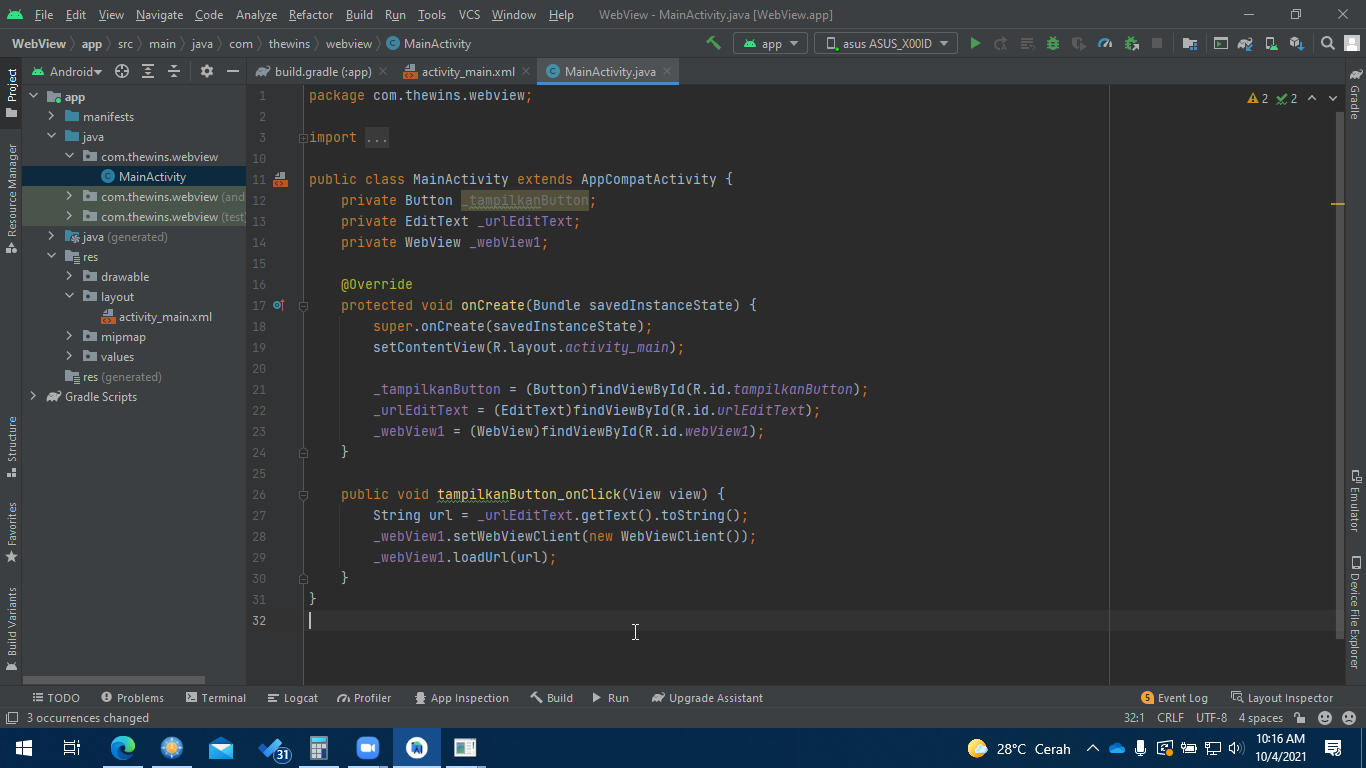 File Edit View Navigate Code Analyze Refactor Build Run Tools VCS Window Help WebView - MainActivity.java [WebView.app]
WebView app src main java com thewins webview MainActivity app asus ASUS_X00ID
Android build.gradle (:app) activity_main.xml MainActivity.java
Project
Resource Manager
Structure
Favorites
Build Variants
app
manifests
java
com.thewins.webview
MainActivity
com.thewins.webview (and
com.thewins.webview (test
java (generated)
res
drawable
layout
activity_main.xml
mipmap
values
res (generated)
Gradle Scripts
1 package com.thewins.webview;
2
3 import ...
10
11 public class MainActivity extends AppCompatActivity {
12 private Button _tampilkanButton;
13 private EditText _urlEditText;
14 private WebView _webView1;
15
16 @Override
17 protected void onCreate(Bundle savedInstanceState) {
18 super.onCreate(savedInstanceState);
19 setContentView(R.layout.activity_main);
20
21 _tampilkanButton = (Button)findViewById(R.id.tampilkanButton);
22 _urlEditText = (EditText)findViewById(R.id.urlEditText);
23 _webView1 = (WebView)findViewById(R.id.webView1);
24 }
25
26 public void tampilkanButton_onClick(View view) {
27 String url = _urlEditText.getText().toString();
28 _webView1.setWebViewClient(new WebViewClient());
29 _webView1.loadUrl(url);
30 }
31 }
32
2 2
Gradle
Emulator
Device File Explorer
TODO Problems Terminal Logcat Profiler App Inspection Build Run Upgrade Assistant 5 Event Log Layout Inspector
3 occurrences changed 32:1 CRLF UTF-8 4 spaces
31 28°C Cerah 10:16 AM
10/4/2021